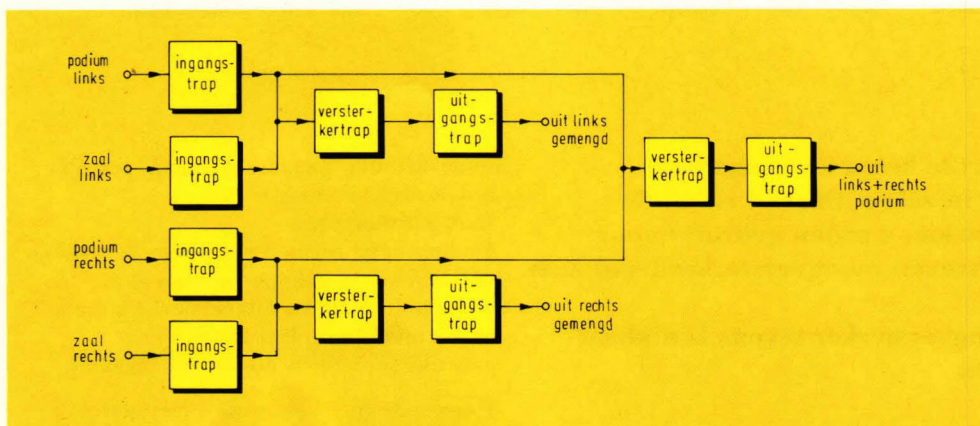 podium
links
ingangs-
trap
verster-
kertrap
uit-
gangs-
trap
uit links
gemengd
zaal
links
ingangs-
trap
verster-
kertrap
uit-
gangs-
trap
uit
links+rechts
podium
podium
rechts
ingangs-
trap
verster-
kertrap
uit-
gangs-
trap
uit rechts
gemengd
zaal
rechts
ingangs-
trap